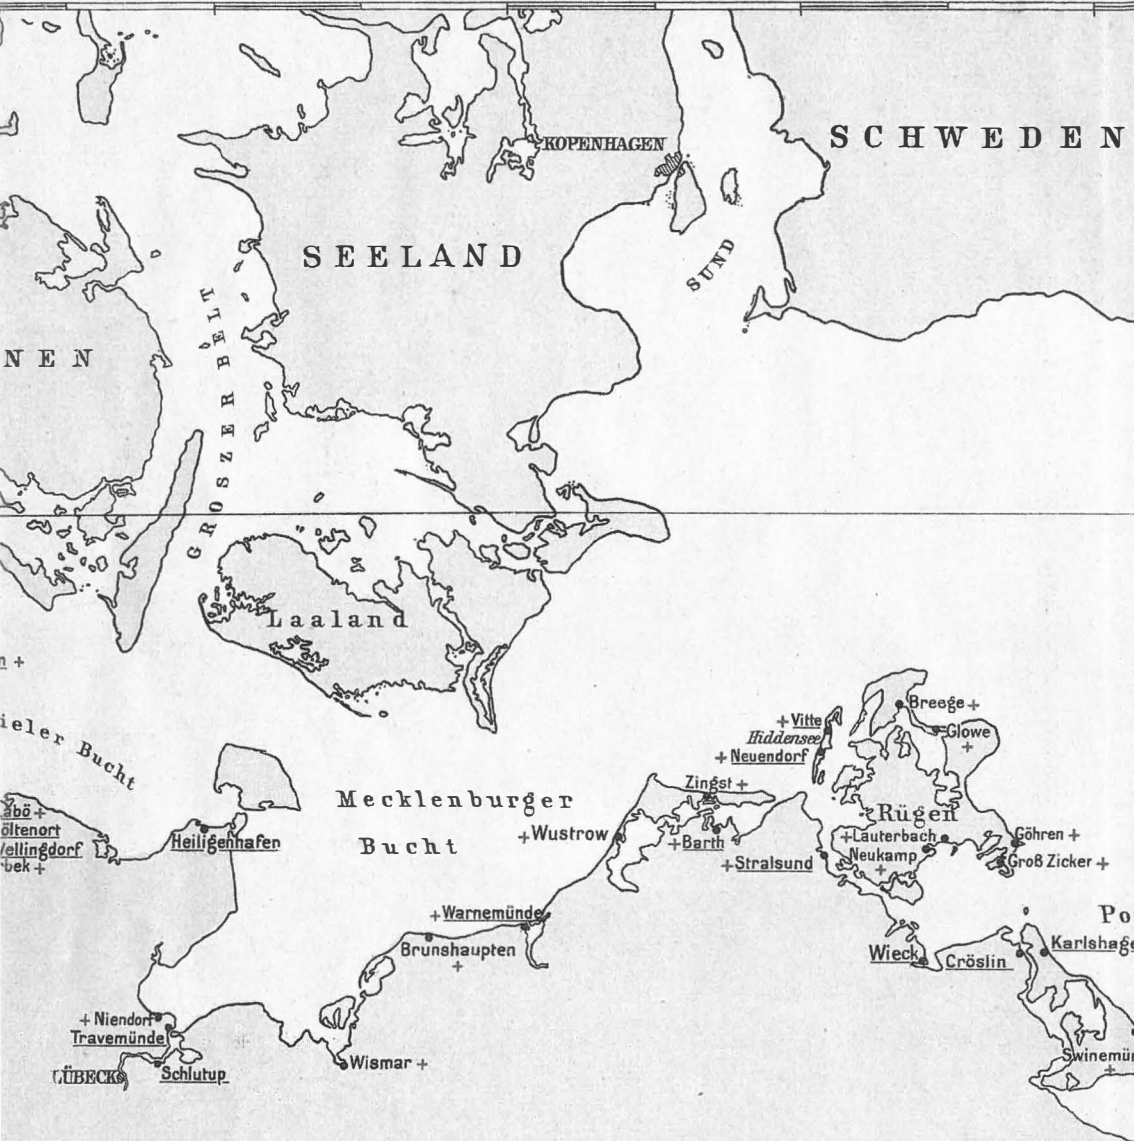 SCHWEDEN
KOPENHAGEN
SEELAND
SUND
NEN
GROSZER BELT
Laaland
ieler Bucht
+ Vitte
Hiddensee
+ Neuendorf
Breege +
Glowe
+
Zingst +
Mecklenburger
Bucht
abö +
öltenort
ellingdorf
bek +
Heiligenhafen
+ Wustrow
+ Barth
+ Stralsund
Rügen
+ Lauterbach
Neukamp
+
Göhren +
Groß Zicker +
Po
+ Warnemünde
Brunshaupten
+
Wieck
Cröslin
Karlshage
+ Niendorf
Travemünde
LÜBECK
Schlutup
Wismar +
Swinemün
+